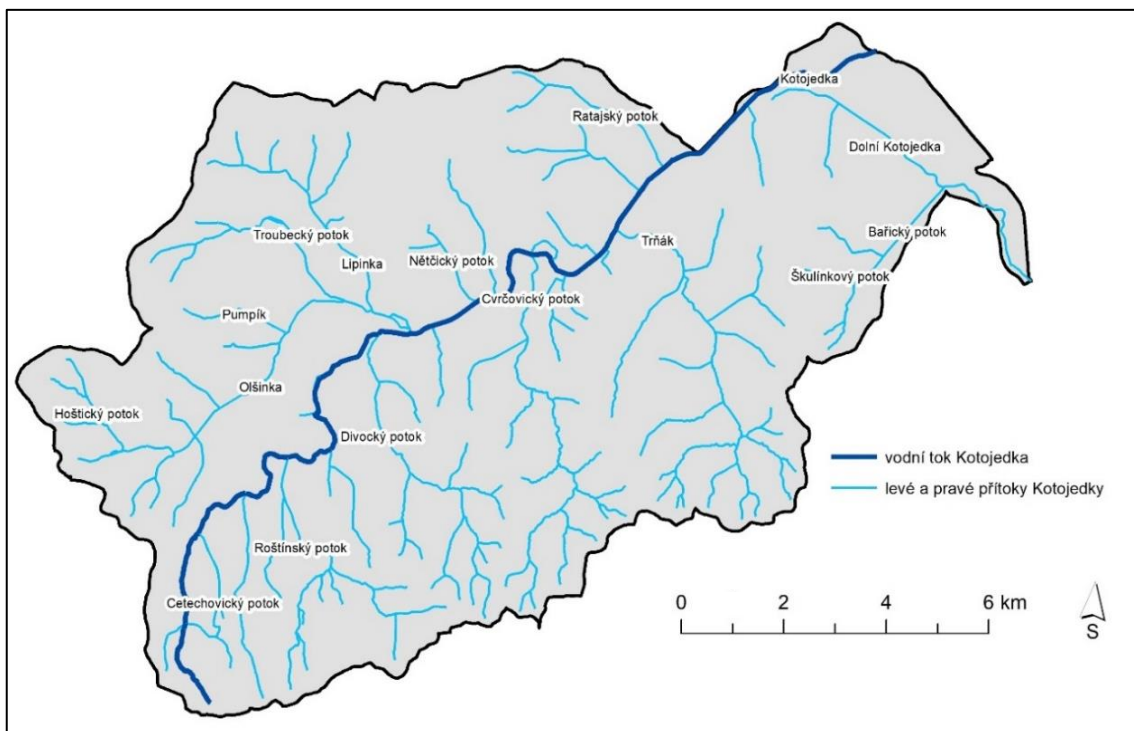 Kotojedka
Ratajský potok
Dolní Kotojedka
Bařický potok
Troubecký potok
Trňák
Nětčický potok
Lipinka
Škulínkový potok
Cvrčovický potok
Pumpík
Olšinka
Hoštický potok
Divocký potok
vodní tok Kotojedka
levé a pravé přítoky Kotojedky
Roštínský potok
Cetechovický potok
0 2 4 6 km
S